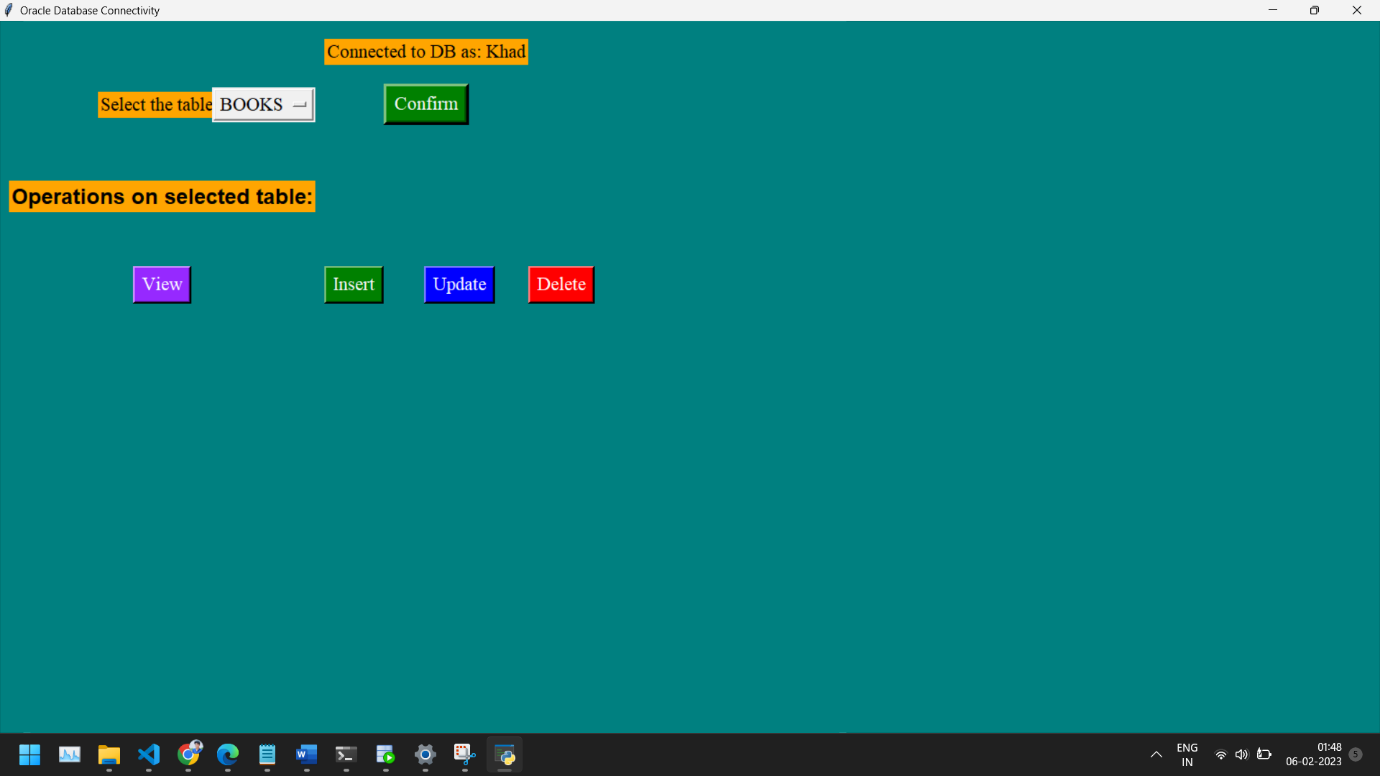 Oracle Database Connectivity
Connected to DB as: Khad
Select the table BOOKS Confirm
Operations on selected table:
View Insert Update Delete
ENG
IN
01:48
06-02-2023
5